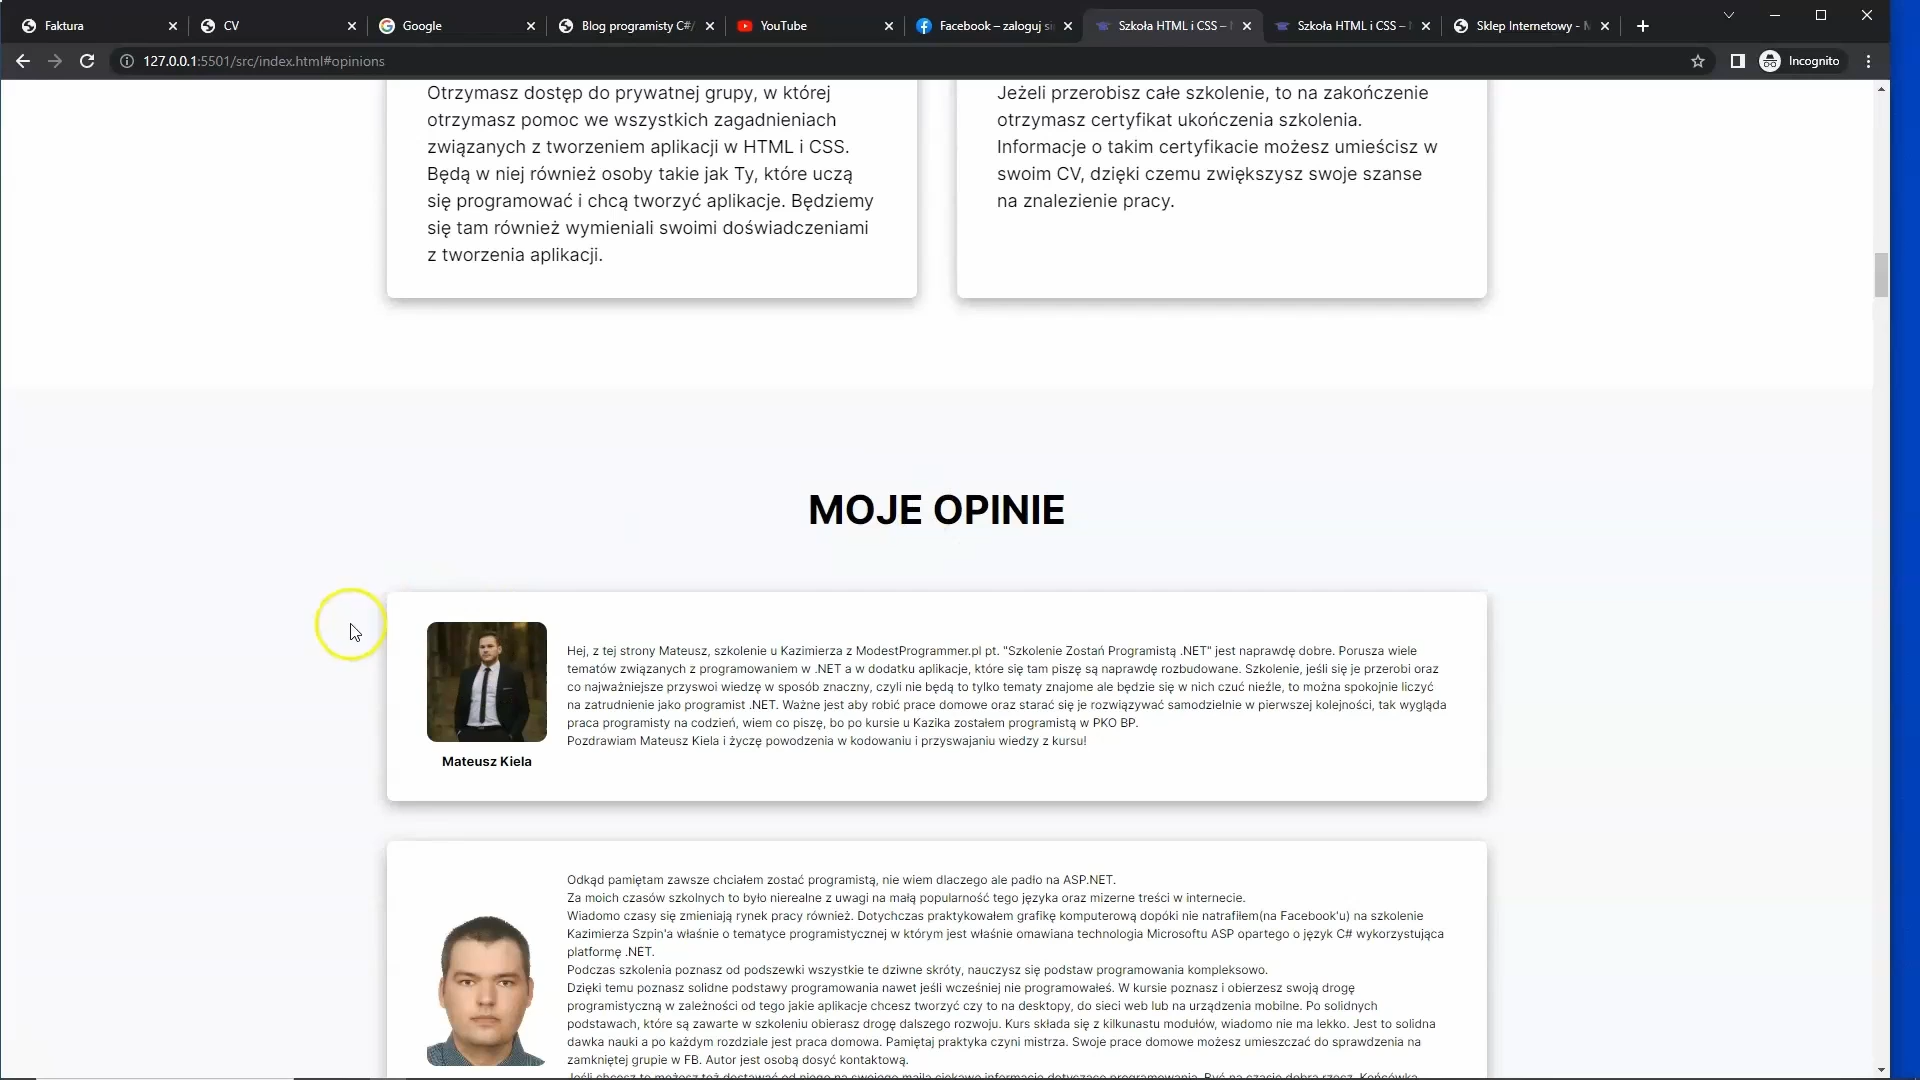 Faktura
CV
Google
Blog programisty C#/
YouTube
Facebook – zaloguj si
Szkoła HTML i CSS –
Szkoła HTML i CSS –
Sklep Internetowy -
127.0.0.1:5501/src/index.html#opinions
Incognito
Otrzymasz dostęp do prywatnej grupy, w której
otrzymasz pomoc we wszystkich zagadnieniach
związanych z tworzeniem aplikacji w HTML i CSS.
Będą w niej również osoby takie jak Ty, które uczą
się programować i chcą tworzyć aplikacje. Będziemy
się tam również wymieniali swoimi doświadczeniami
z tworzenia aplikacji.
Jeżeli przerobisz całe szkolenie, to na zakończenie
otrzymasz certyfikat ukończenia szkolenia.
Informacje o takim certyfikacie możesz umieścisz w
swoim CV, dzięki czemu zwiększysz swoje szanse
na znalezienie pracy.
MOJE OPINIE
Hej, z tej strony Mateusz, szkolenie u Kazimierza z ModestProgrammer.pl pt. "Szkolenie Zostań Programistą .NET" jest naprawdę dobre. Porusza wiele
tematów związanych z programowaniem w .NET a w dodatku aplikacje, które się tam piszę są naprawdę rozbudowane. Szkolenie, jeśli się je przerobi oraz
co najważniejsze przyswoi wiedzę w sposób znaczny, czyli nie będą to tylko tematy znajome ale będzie się w nich czuć nieźle, to można spokojnie liczyć
na zatrudnienie jako programist .NET. Ważne jest aby robić prace domowe oraz starać się je rozwiązywać samodzielnie w pierwszej kolejności, tak wygląda
praca programisty na codzień, wiem co piszę, bo po kursie u Kazika zostałem programistą w PKO BP.
Pozdrawiam Mateusz Kiela i życzę powodzenia w kodowaniu i przyswajaniu wiedzy z kursu!
Mateusz Kiela
Odkąd pamiętam zawsze chciałem zostać programistą, nie wiem dlaczego ale padło na ASP.NET.
Za moich czasów szkolnych to było nierealne z uwagi na małą popularność tego języka oraz mizerne treści w internecie.
Wiadomo czasy się zmieniają rynek pracy również. Dotychczas praktykowałem grafikę komputerową dopóki nie natrafiłem(na Facebook'u) na szkolenie
Kazimierza Szpin'a właśnie o tematyce programistycznej w którym jest właśnie omawiana technologia Microsoftu ASP opartego o język C# wykorzystująca
platformę .NET.
Podczas szkolenia poznasz od podszewki wszystkie te dziwne skróty, nauczysz się podstaw programowania kompleksowo.
Dzięki temu poznasz solidne podstawy programowania nawet jeśli wcześniej nie programowałeś. W kursie poznasz i obierzesz swoją drogę
programistyczną w zależności od tego jakie aplikacje chcesz tworzyć czy to na desktopy, do sieci web lub na urządzenia mobilne. Po solidnych
podstawach, które są zawarte w szkoleniu obierasz drogę dalszego rozwoju. Kurs składa się z kilkunastu modułów, wiadomo nie ma lekko. Jest to solidna
dawka nauki a po każdym rozdziale jest praca domowa. Pamiętaj praktyka czyni mistrza. Swoje prace domowe możesz umieszczać do sprawdzenia na
zamkniętej grupie w FB. Autor jest osobą dosyć kontaktową.